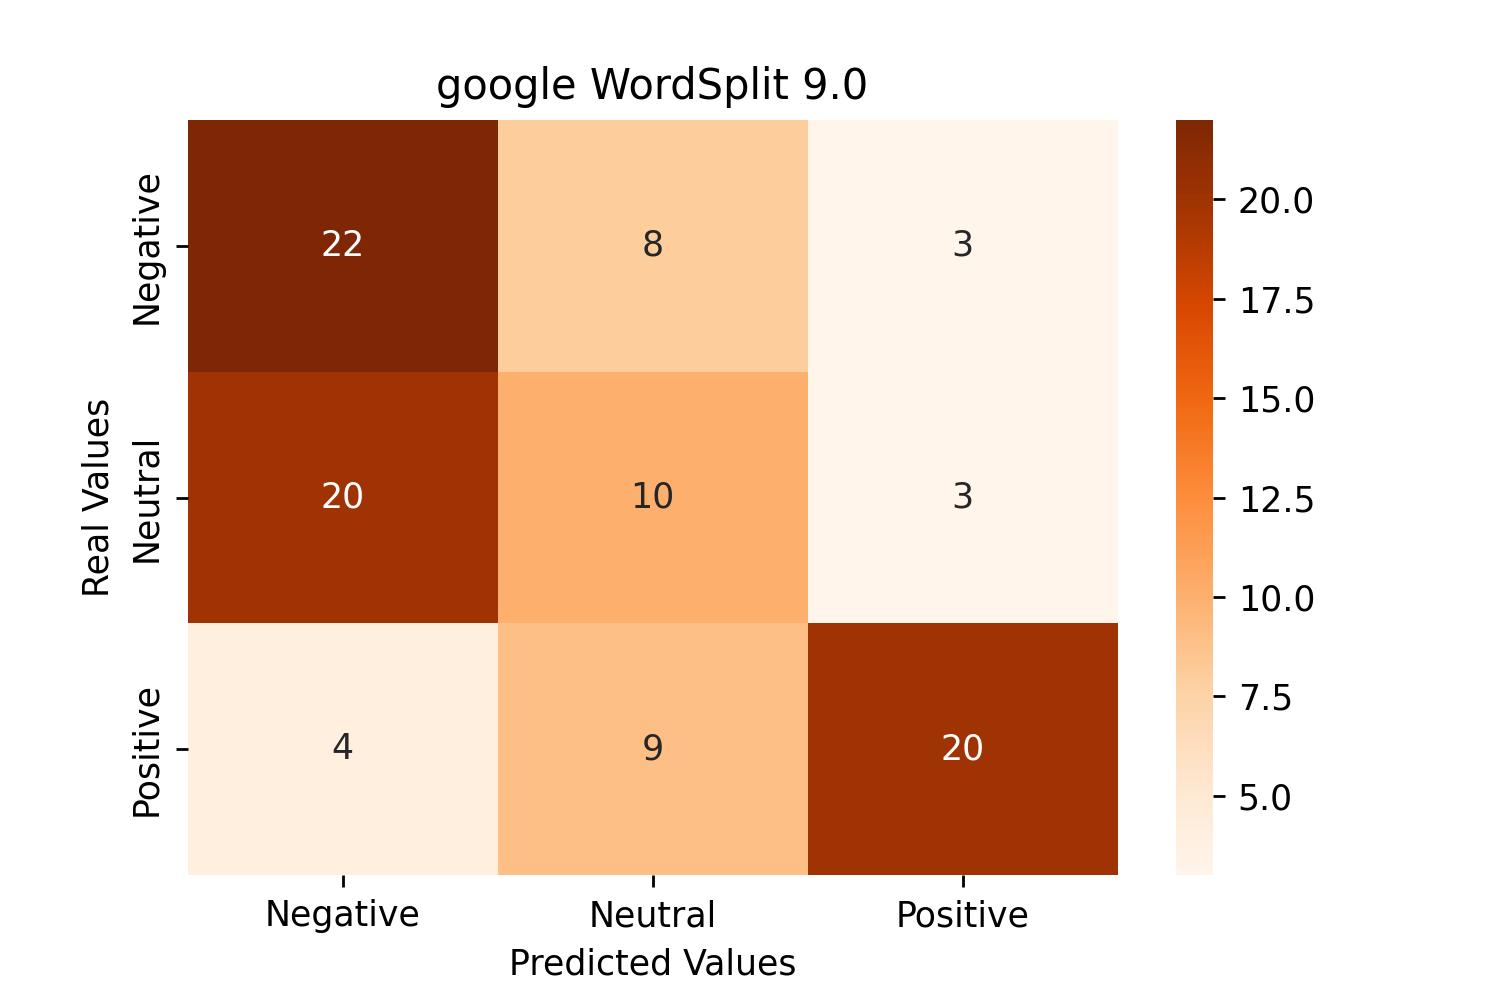 google WordSplit 9.0
Real Values
Negative
22
8
3
Neutral
20
10
3
Positive
4
9
20
Negative
Neutral
Positive
Predicted Values
20.0
17.5
15.0
12.5
10.0
7.5
5.0